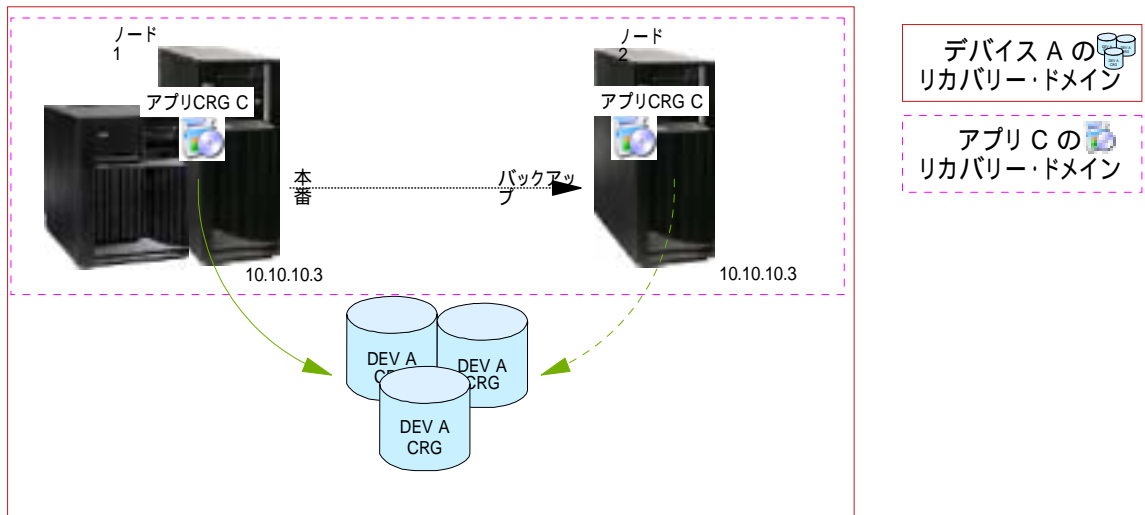 ノード
1
ノード
2
アプリCRG C
アプリCRG C
本
番
バックアッ
プ
10.10.10.3
10.10.10.3
DEV A
DEV A
CRG
DEV A
CRG
デバイス A の
リカバリー・ドメイン
アプリ C の
リカバリー・ドメイン